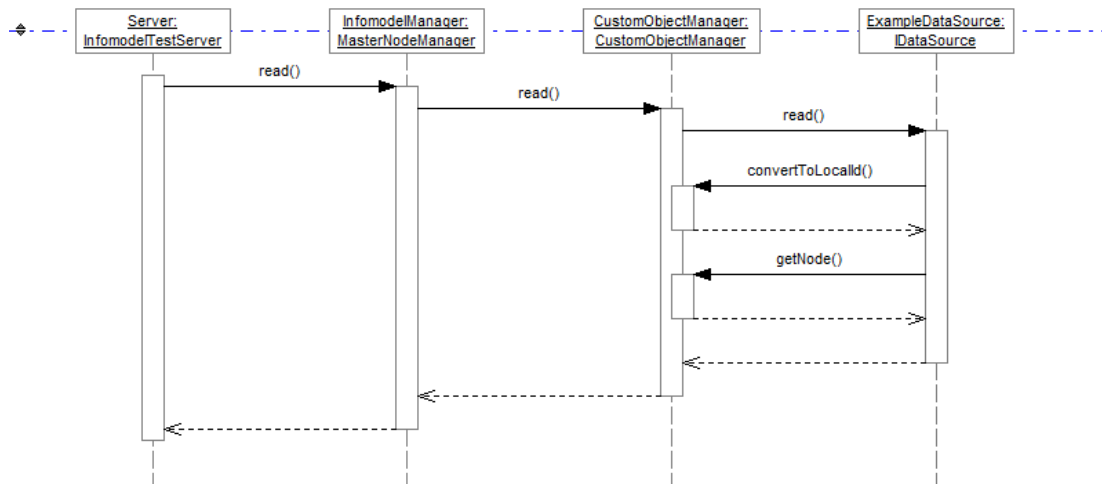 Server:
InfomodelTestServer
InfomodelManager:
MasterNodeManager
CustomObjectManager:
CustomObjectManager
ExampleDataSource:
IDataSource
read()
read()
read()
convertToLocalId()
getNode()